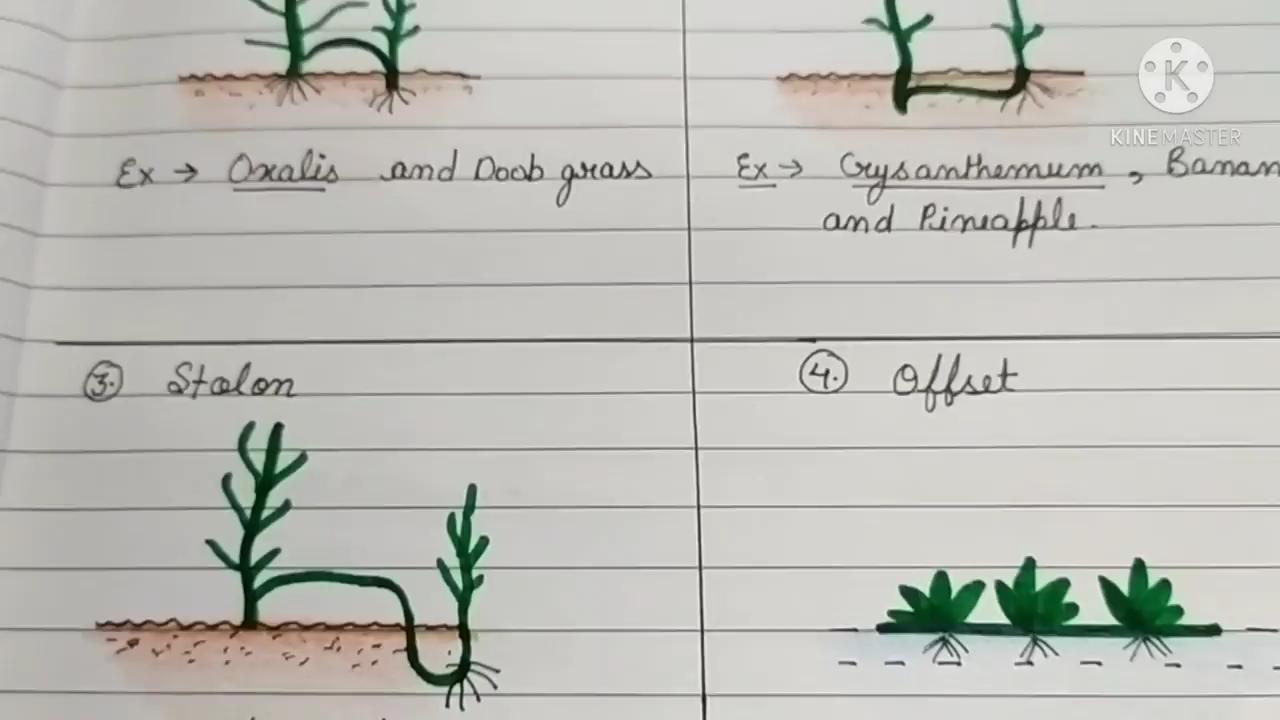 Ex → Oxalis and Doob grass
Ex → Crysanthemum, Banan
and Pineapple.
3. Stolon
4. Offset
K
KINEMASTER